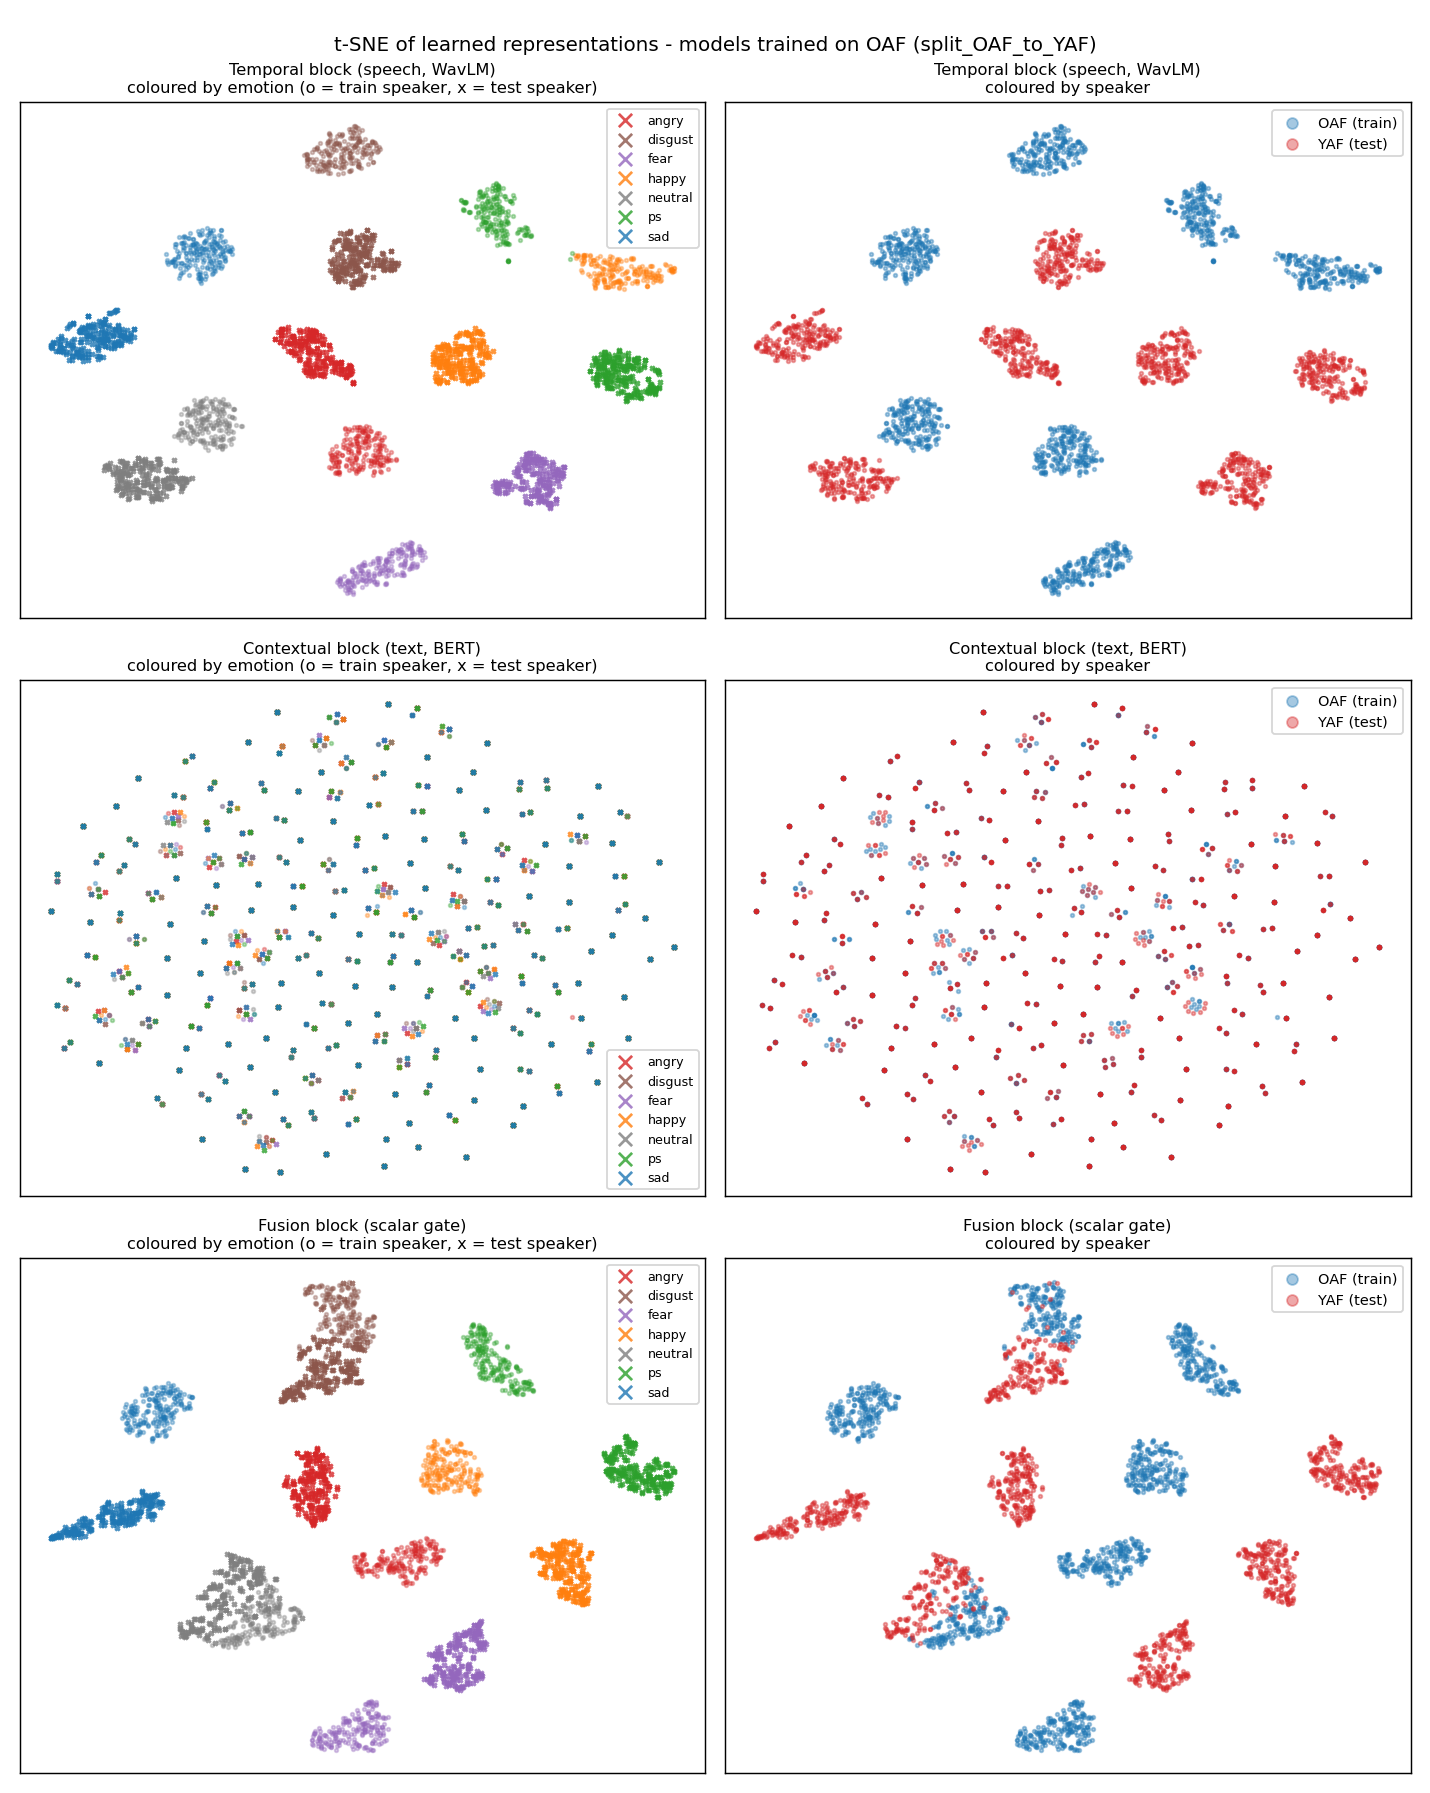 t-SNE of learned representations - models trained on OAF (split_OAF_to_YAF)
Temporal block (speech, WavLM)
coloured by emotion (o = train speaker, x = test speaker)
angry
disgust
fear
happy
neutral
ps
sad
Temporal block (speech, WavLM)
coloured by speaker
OAF (train)
YAF (test)
Contextual block (text, BERT)
coloured by emotion (o = train speaker, x = test speaker)
angry
disgust
fear
happy
neutral
ps
sad
Contextual block (text, BERT)
coloured by speaker
OAF (train)
YAF (test)
Fusion block (scalar gate)
coloured by emotion (o = train speaker, x = test speaker)
angry
disgust
fear
happy
neutral
ps
sad
Fusion block (scalar gate)
coloured by speaker
OAF (train)
YAF (test)